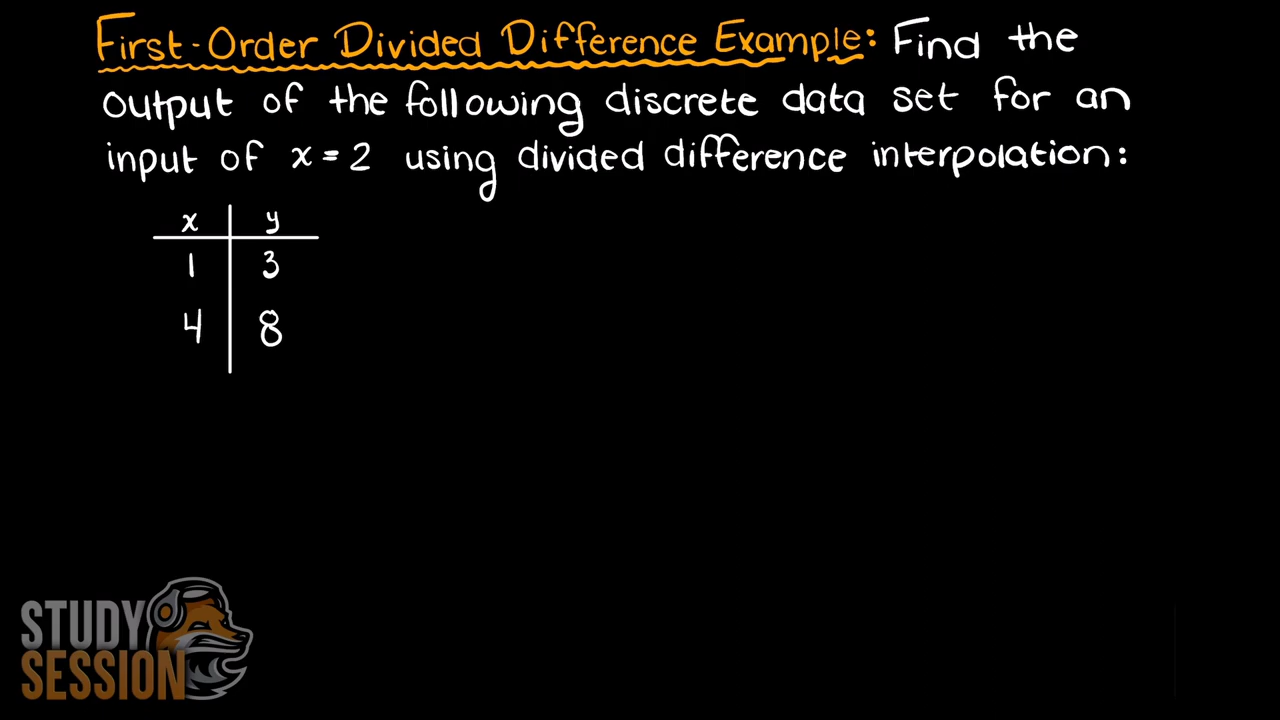 First-Order Divided Difference Example: Find the
output of the following discrete data set for an
input of x = 2 using divided difference interpolation:
x y
1 3
4 8
STUDY
SESSION